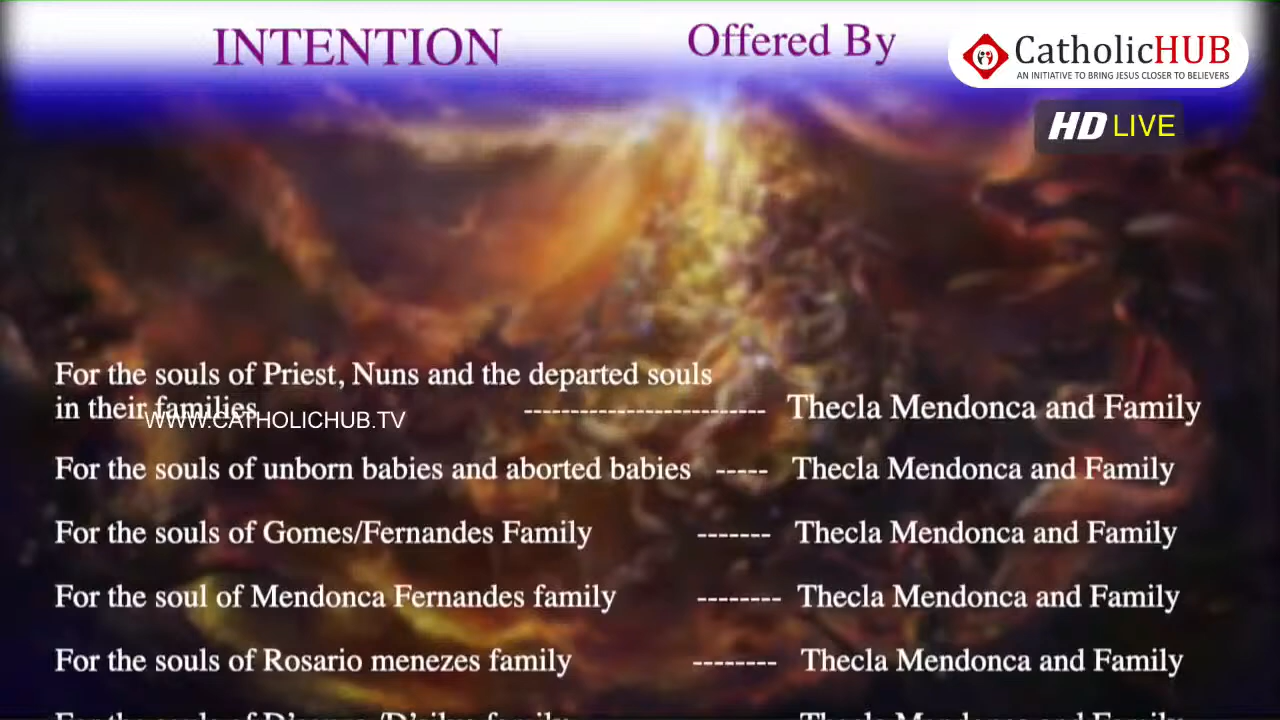 INTENTION Offered By
CatholicHUB
AN INITIATIVE TO BRING JESUS CLOSER TO BELIEVERS
HD LIVE
For the souls of Priest, Nuns and the departed souls
in their families -------------------------- Thecla Mendonca and Family
WWW.CATHOLICHUB.TV
For the souls of unborn babies and aborted babies ----- Thecla Mendonca and Family
For the souls of Gomes/Fernandes Family ------- Thecla Mendonca and Family
For the soul of Mendonca Fernandes family -------- Thecla Mendonca and Family
For the souls of Rosario menezes family -------- Thecla Mendonca and Family